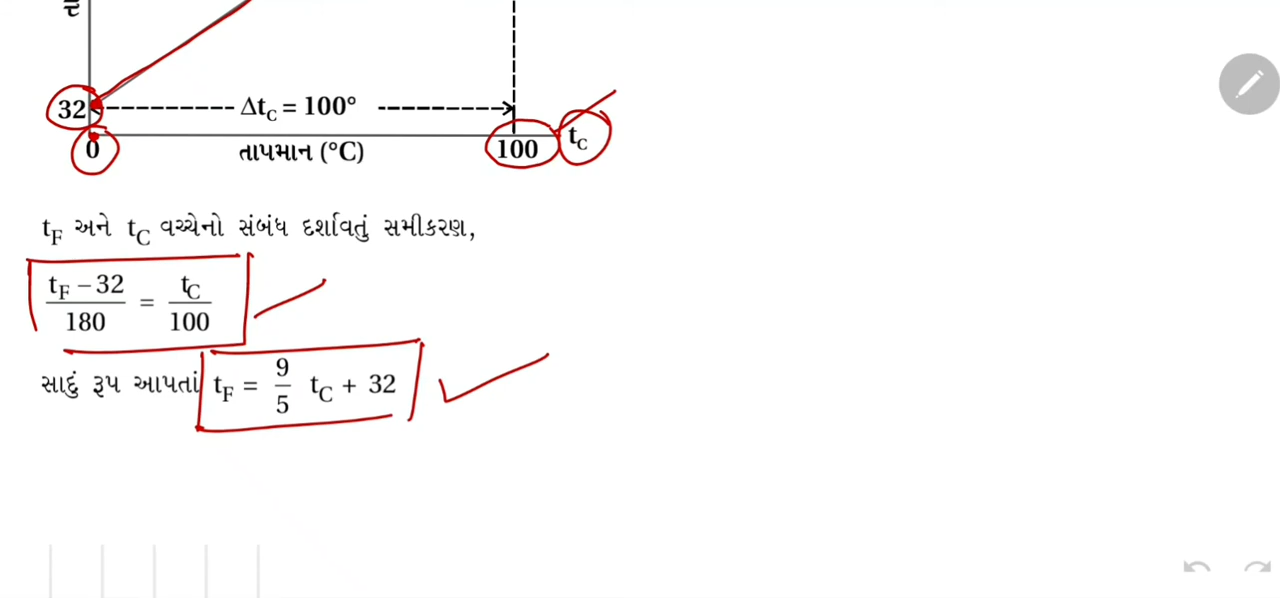 32
Δt_C = 100°
0
તાપમાન (°C)
100
t_C
t_F અને t_C વચ્ચેનો સંબંધ દર્શાવતું સમીકરણ,
(t_F − 32)/180 = t_C/100
સાદું રૂપ આપતાં t_F = 9/5 t_C + 32